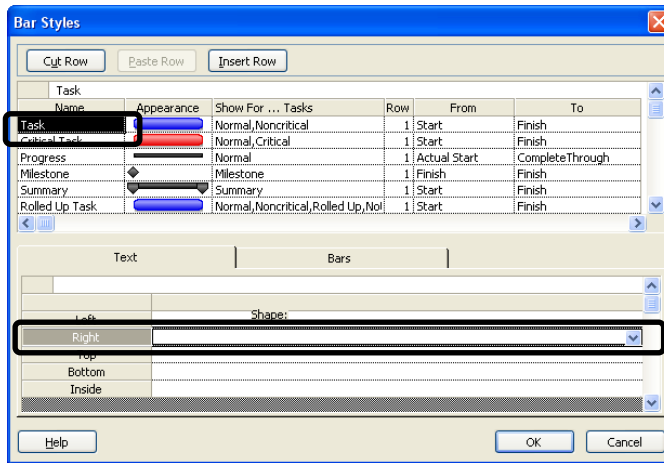 Bar Styles
Cut Row Paste Row Insert Row
Task
Name Appearance Show For ... Tasks Row From To
Task Normal,Noncritical 1 Start Finish
Critical Task Normal,Critical 1 Start Finish
Progress Normal 1 Actual Start CompleteThrough
Milestone Milestone 1 Finish Finish
Summary Summary 1 Start Finish
Rolled Up Task Normal,Noncritical,Rolled Up,Not 1 Start Finish
Text Bars
Left Shape:
Right
Top
Bottom
Inside
Help OK Cancel